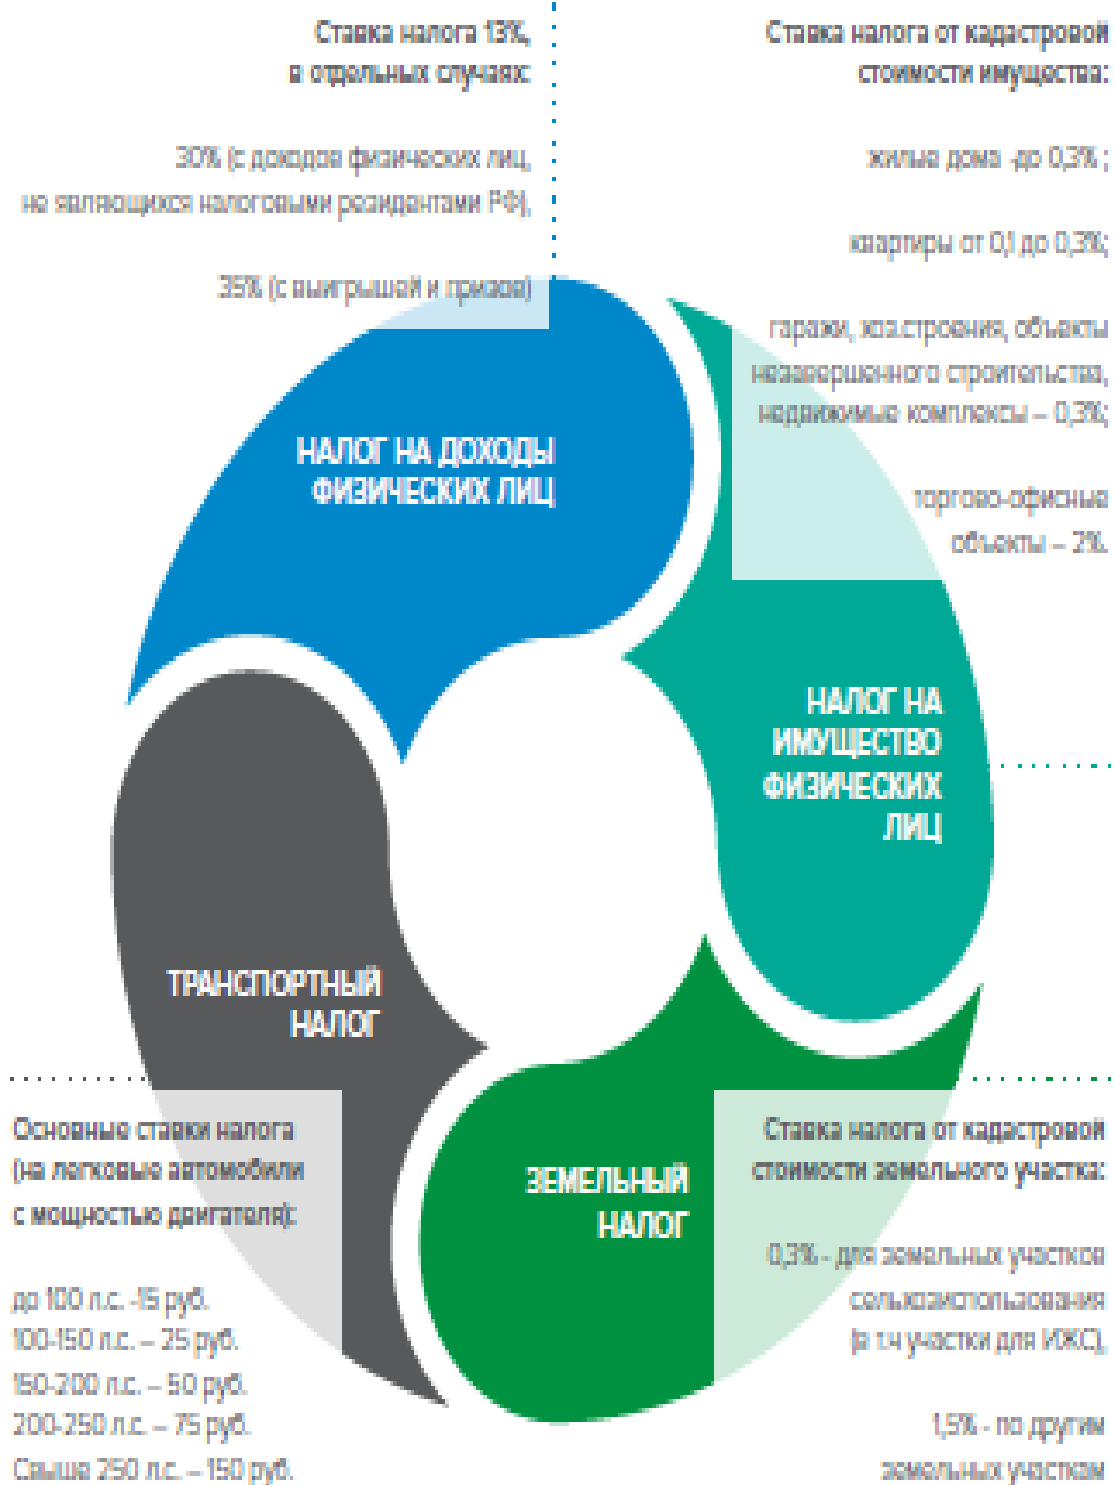 Ставка налога 13%,
в отдельных случаях:
30% (с доходов физических лиц,
не являющихся налоговыми резидентами РФ),
35% (с выигрышей и призов)
НАЛОГ НА ДОХОДЫ
ФИЗИЧЕСКИХ ЛИЦ
Ставка налога от кадастровой
стоимости имущества:
жилые дома -до 0,3% ;
квартиры от 0,1 до 0,3%;
гаражи, хоз.строения, объекты
незавершенного строительства,
недвижимые комплексы – 0,3%;
торгово-офисные
объекты – 2%.
НАЛОГ НА
ИМУЩЕСТВО
ФИЗИЧЕСКИХ
ЛИЦ
ТРАНСПОРТНЫЙ
НАЛОГ
Основные ставки налога
(на легковые автомобили
с мощностью двигателя):
до 100 л.с. -15 руб.
100-150 л.с. – 25 руб.
150-200 л.с. – 50 руб.
200-250 л.с. – 75 руб.
Свыше 250 л.с. – 150 руб.
ЗЕМЕЛЬНЫЙ
НАЛОГ
Ставка налога от кадастровой
стоимости земельного участка:
0,3% - для земельных участков
сельхозиспользования
(в т.ч участки для ИЖС),
1,5% - по другим
земельных участкам